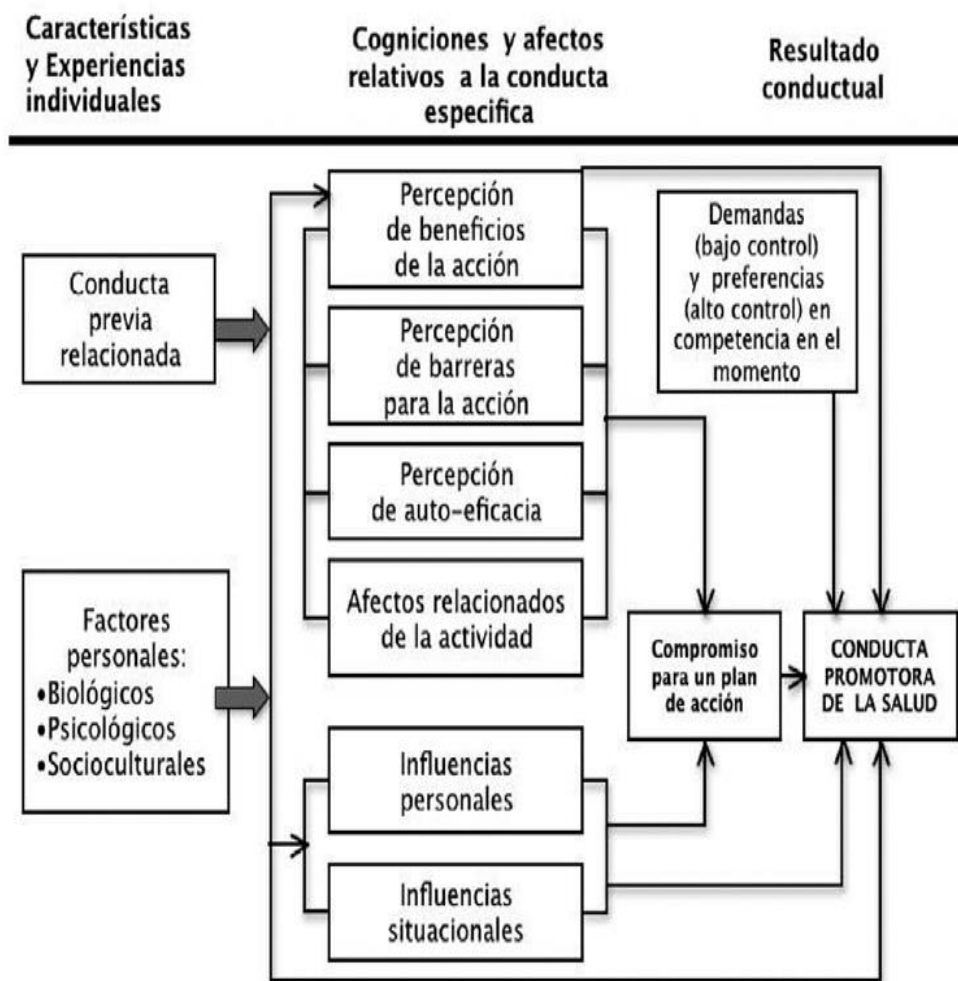 Características
y Experiencias
individuales
Cogniciones y afectos
relativos a la conducta
especifica
Resultado
conductual
Conducta
previa
relacionada
Factores
personales:
•Biológicos
•Psicológicos
•Socioculturales
Percepción
de beneficios
de la acción
Percepción
de barreras
para la acción
Percepción
de auto-eficacia
Afectos relacionados
de la actividad
Influencias
personales
Influencias
situacionales
Demandas
(bajo control)
y preferencias
(alto control) en
competencia en el
momento
Compromiso
para un plan
de acción
CONDUCTA
PROMOTORA
DE LA SALUD